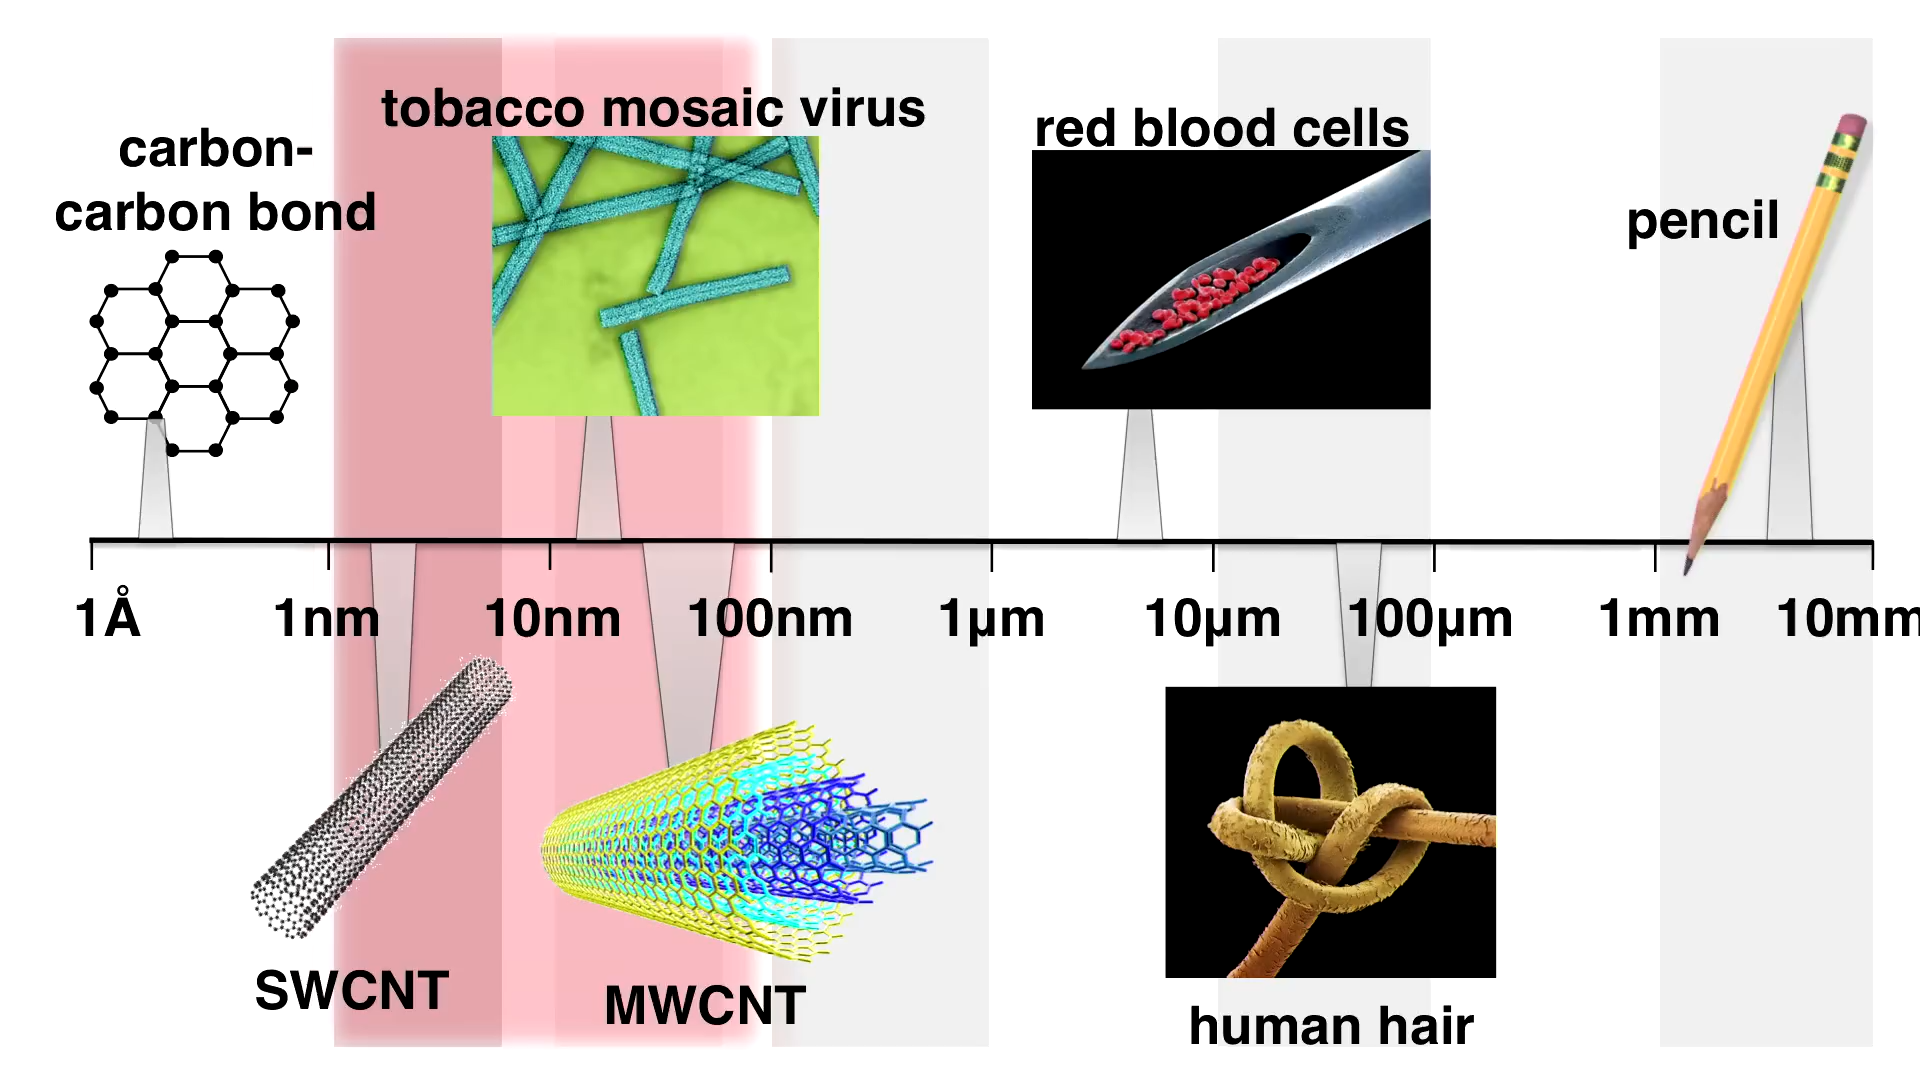 tobacco mosaic virus
carbon-
carbon bond
red blood cells
pencil
1Å
1nm
10nm
100nm
1µm
10µm
100µm
1mm
10mm
SWCNT
MWCNT
human hair